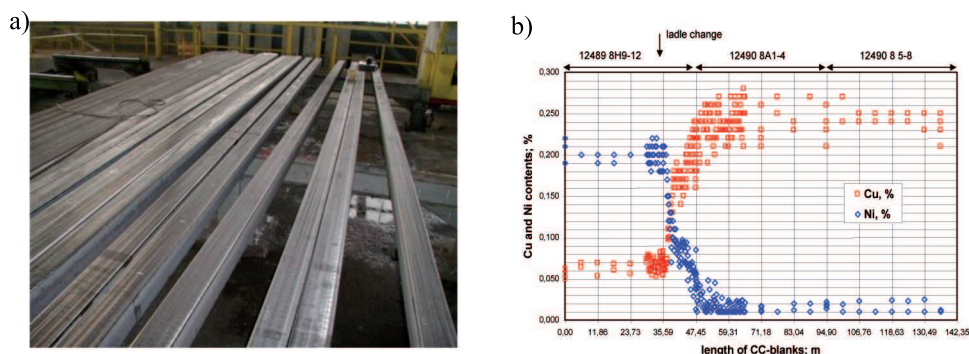 a)
b)
ladle change
12489 8H9-12
12490 8A1-4
12490 8 5-8
Cu and Ni contents; %
0,300
0,250
0,200
0,150
0,100
0,050
0,000
Cu, %
Ni, %
0,00 11,86 23,73 35,59 47,45 59,31 71,18 83,04 94,90 106,76 118,63 130,49 142,35
length of CC-blanks; m